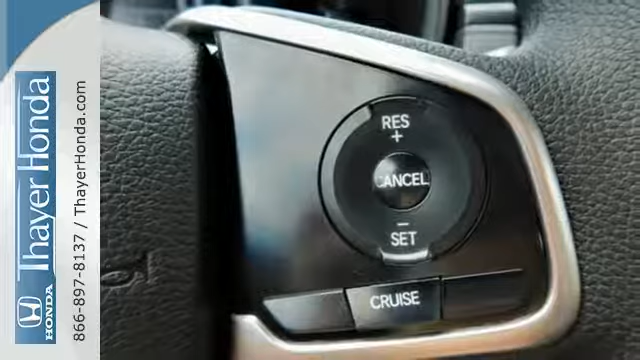 Thayer Honda
HONDA
866-897-8137 / ThayerHonda.com
RES
+
CANCEL
−
SET
CRUISE